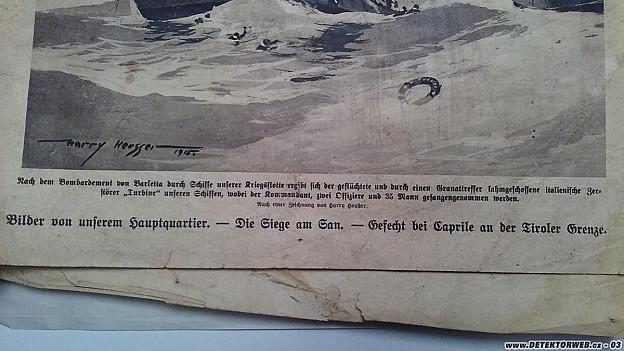 Harry Heusser 1915.
Nach dem Bombardement von Barletta durch Schiffe unserer Kriegsflotte ergibt sich der geflüchtete und durch einen Granattreffer lahmgeschossene italienische Zer-
störer „Turbine“ unseren Schiffen, wobei der Kommandant, zwei Offiziere und 35 Mann gefangengenommen werden.
Nach einer Zeichnung von Harry Heusser.
Bilder von unserem Hauptquartier. — Die Siege am San. — Gefecht bei Caprile an der Tiroler Grenze.
www.DETEKTORWEB.cz - 03